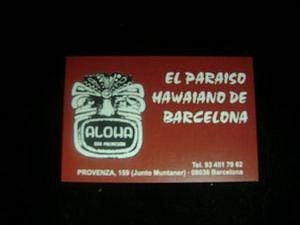 EL PARAISO
HAWAIANO DE
BARCELONA
ALOHA
Tel. 93 451 79 62
PROVENZA, 159 (Junto Muntaner) - 08036 Barcelona